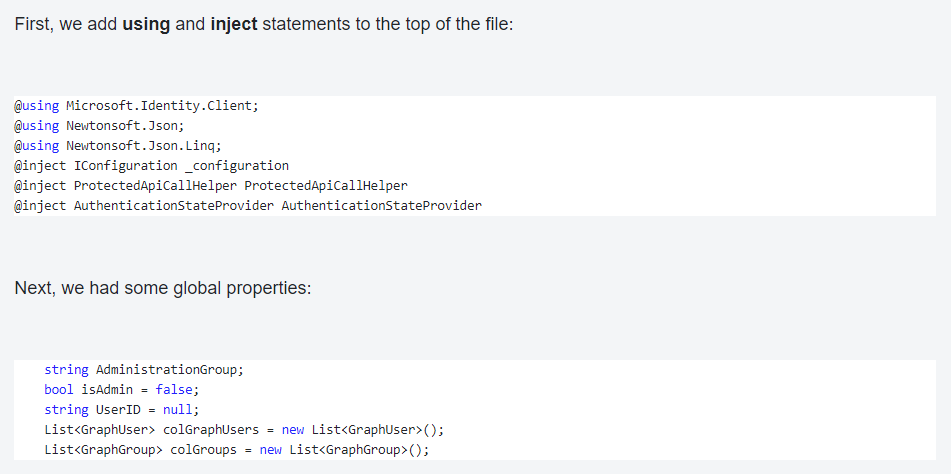 First, we add using and inject statements to the top of the file:
@using Microsoft.Identity.Client;
@using Newtonsoft.Json;
@using Newtonsoft.Json.Linq;
@inject IConfiguration _configuration
@inject ProtectedApiCallHelper ProtectedApiCallHelper
@inject AuthenticationStateProvider AuthenticationStateProvider
Next, we had some global properties:
string AdministrationGroup;
bool isAdmin = false;
string UserID = null;
List<GraphUser> colGraphUsers = new List<GraphUser>();
List<GraphGroup> colGroups = new List<GraphGroup>();